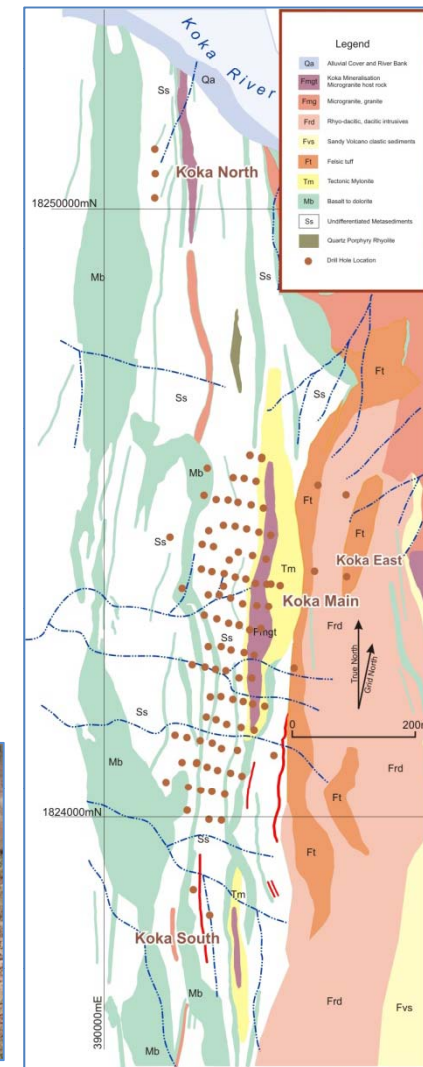 Koka River
Qa
Ss
Koka North
18250000mN
Mb
Ss
Ss
Ss
Ft
Mb
Ft
Ss
Ft
Koka East
Tm
Koka Main
Ss
Fmgt
Frd
True North
Grid North
0
200m
Ss
Mb
Frd
Ft
1824000mN
Ss
Ft
Tm
Koka South
Mb
Mb
Frd
Fvs
390000mE
Legend
Qa Alluvial Cover and River Bank
Fmgt Koka Mineralisation
Microgranite host rock
Fmg Microgranite, granite
Frd Rhyo-dacilic, dacilic intrusives
Fvs Sandy Volcano clastic sediments
Ft Felsic tuff
Tm Tectonic Mylonite
Mb Basalt to dolorite
Ss Undifferentiated Metasediments
Quartz Porphyry Rhyolite
Drill Hole Location